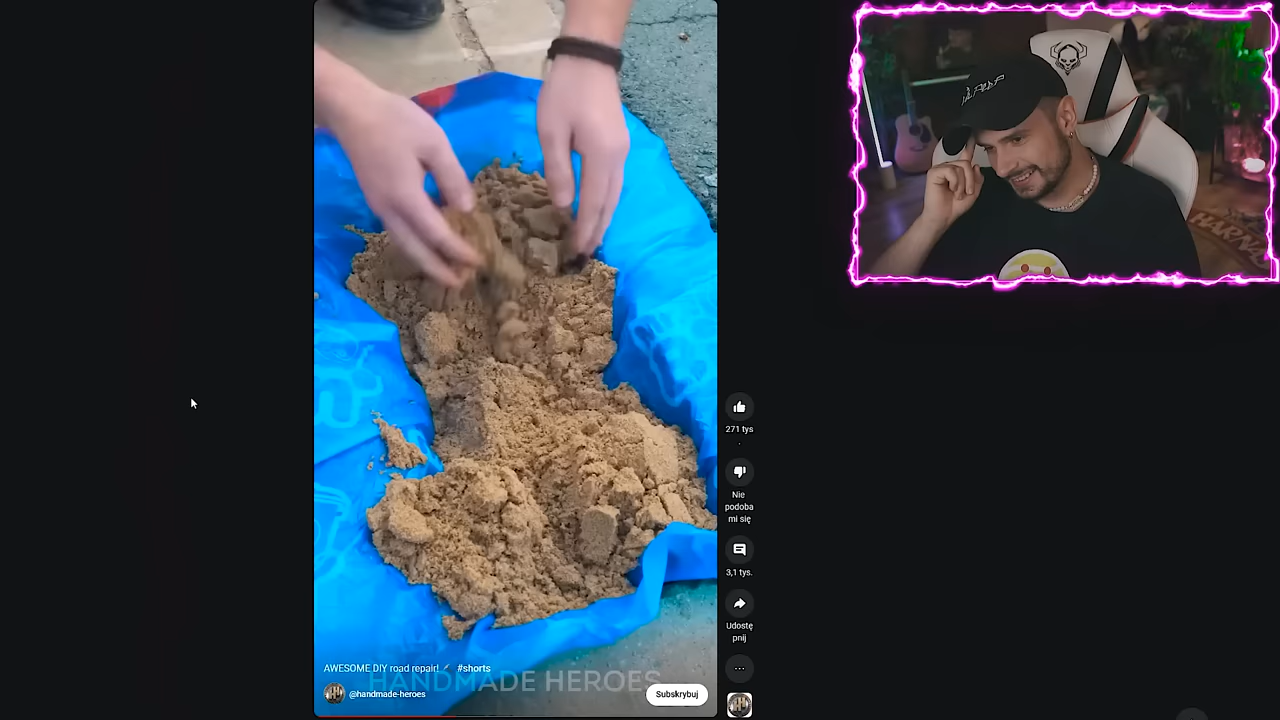 271 tys
.
Nie
podoba
mi się
3,1 tys.
Udostę
pnij
AWESOME DIY road repair! #shorts
HANDMADE HEROES
@handmade-heroes
Subskrybuj